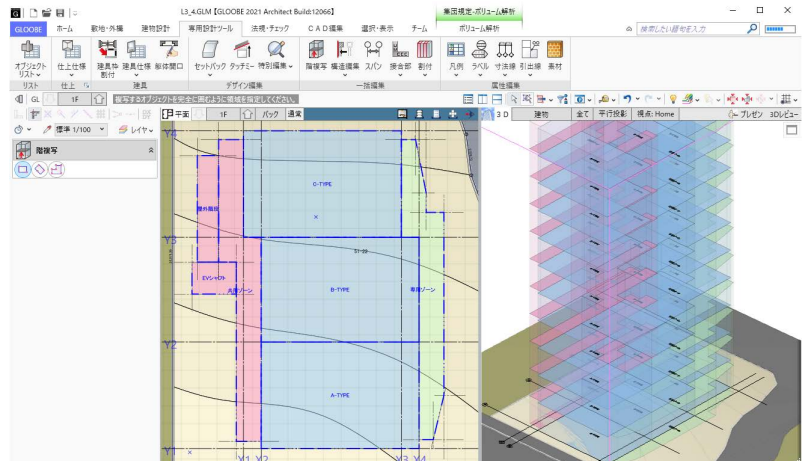 L3_4.GLM【GLOOBE 2021 Architect Build:12066】
集団規定-ボリューム解析
GLOOBE ホーム 敷地・外構 建物設計 専用設計ツール 法規・チェック CAD編集 選択・表示 チーム ボリューム解析 検索したい語句を入力
オブジェクト リスト 仕上仕様 建具枠 割付 建具仕様 躯体開口 セットバック タッチミー 特別編集 階複写 構造編集 スパン 接合部 割付 凡例 ラベル 寸法線 引出線 素材
リスト 仕上 建具 デザイン編集 一括編集 属性編集
GL 1F 複写するオブジェクトを完全に囲むように領域を指定してください。
平面 1F パック 通常 3D 建物 全て 平行投影 視点: Home プレゼン 3Dレビュー
標準 1/100 レイヤ
階複写
Y4
O-TYPE
屋外階段
Y3
S1-22
EVシャフト
共用ゾーン
B-TYPE
専用ゾーン
Y2
A-TYPE
Y1
Y1 Y2
Y3 Y4